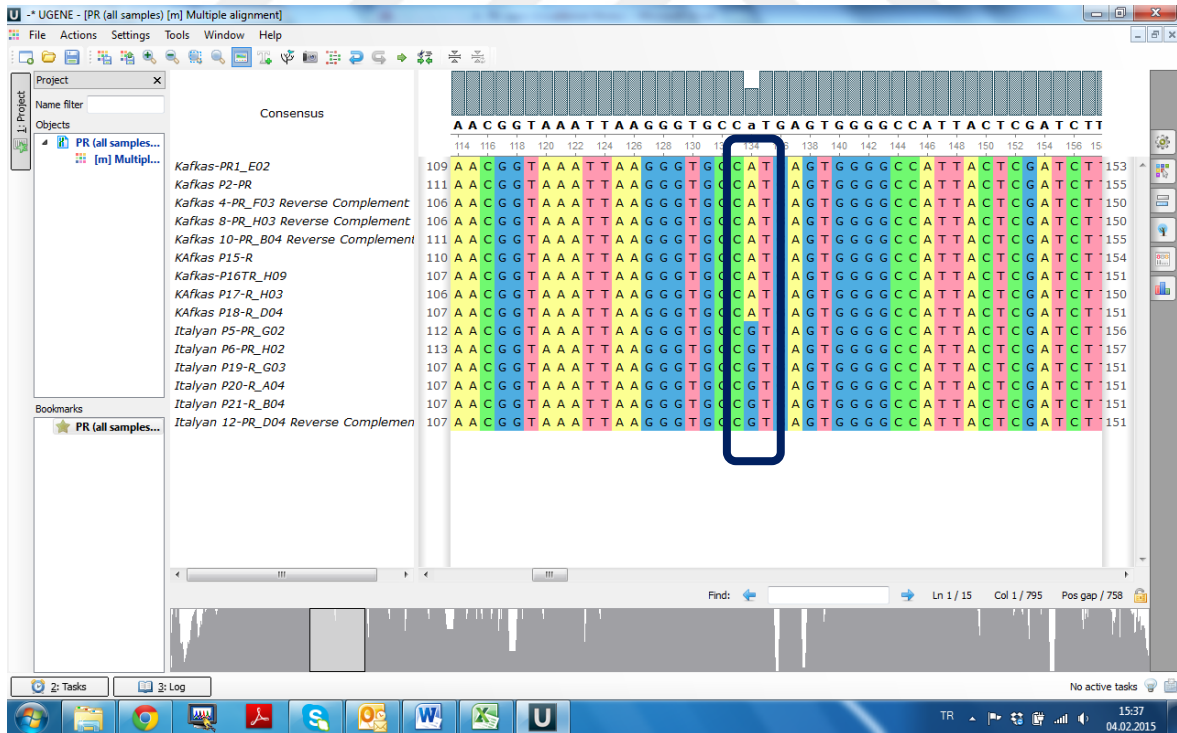 -* UGENE - [PR (all samples) [m] Multiple alignment]
File Actions Settings Tools Window Help
1: Project
Project
Name filter
Objects
PR (all samples...
[m] Multipl...
Bookmarks
PR (all samples...
Consensus
A A C G G T A A A T T A A G G G T G C C a T G A G T G G G G C C A T T A C T C G A T C T T
114 116 118 120 122 124 126 128 130 13 134 6 138 140 142 144 146 148 150 152 154 156 15
Kafkas-PR1_E02 109 A A C G G T A A A T T A A G G G T G C C A T A G T G G G G C C A T T A C T C G A T C T 153
Kafkas P2-PR 111 A A C G G T A A A T T A A G G G T G C C A T A G T G G G G C C A T T A C T C G A T C T 155
Kafkas 4-PR_F03 Reverse Complement 106 A A C G G T A A A T T A A G G G T G C C A T A G T G G G G C C A T T A C T C G A T C T 150
Kafkas 8-PR_H03 Reverse Complement 106 A A C G G T A A A T T A A G G G T G C C A T A G T G G G G C C A T T A C T C G A T C T 150
Kafkas 10-PR_B04 Reverse Complement 111 A A C G G T A A A T T A A G G G T G C C A T A G T G G G G C C A T T A C T C G A T C T 155
KAfkas P15-R 110 A A C G G T A A A T T A A G G G T G C C A T A G T G G G G C C A T T A C T C G A T C T 154
Kafkas-P16TR_H09 107 A A C G G T A A A T T A A G G G T G C C A T A G T G G G G C C A T T A C T C G A T C T 151
KAfkas P17-R_H03 106 A A C G G T A A A T T A A G G G T G C C A T A G T G G G G C C A T T A C T C G A T C T 150
KAfkas P18-R_D04 107 A A C G G T A A A T T A A G G G T G C C A T A G T G G G G C C A T T A C T C G A T C T 151
Italyan P5-PR_G02 112 A A C G G T A A A T T A A G G G T G C C G T A G T G G G G C C A T T A C T C G A T C T 156
Italyan P6-PR_H02 113 A A C G G T A A A T T A A G G G T G C C G T A G T G G G G C C A T T A C T C G A T C T 157
Italyan P19-R_G03 107 A A C G G T A A A T T A A G G G T G C C G T A G T G G G G C C A T T A C T C G A T C T 151
Italyan P20-R_A04 107 A A C G G T A A A T T A A G G G T G C C G T A G T G G G G C C A T T A C T C G A T C T 151
Italyan P21-R_B04 107 A A C G G T A A A T T A A G G G T G C C G T A G T G G G G C C A T T A C T C G A T C T 151
Italyan 12-PR_D04 Reverse Complemen 107 A A C G G T A A A T T A A G G G T G C C G T A G T G G G G C C A T T A C T C G A T C T 151
Find: Ln 1 / 15 Col 1 / 795 Pos gap / 758
2: Tasks 3: Log No active tasks
TR 15:37
04.02.2015